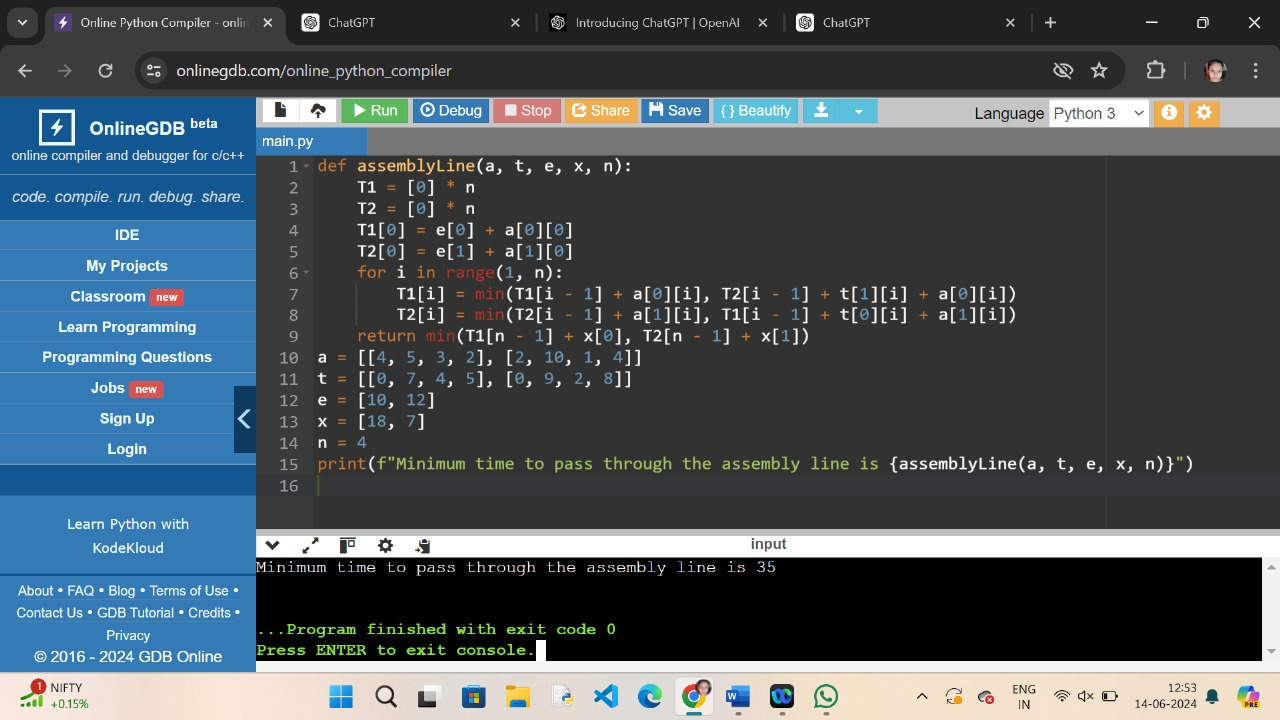 Online Python Compiler - onlin
ChatGPT
Introducing ChatGPT | OpenAI
ChatGPT
onlinegdb.com/online_python_compiler
OnlineGDB beta
online compiler and debugger for c/c++
code. compile. run. debug. share.
IDE
My Projects
Classroom new
Learn Programming
Programming Questions
Jobs new
Sign Up
Login
Learn Python with
KodeKloud
About • FAQ • Blog • Terms of Use •
Contact Us • GDB Tutorial • Credits •
Privacy
© 2016 - 2024 GDB Online
Run Debug Stop Share Save { } Beautify
Language Python 3
main.py
1 def assemblyLine(a, t, e, x, n):
2     T1 = [0] * n
3     T2 = [0] * n
4     T1[0] = e[0] + a[0][0]
5     T2[0] = e[1] + a[1][0]
6     for i in range(1, n):
7         T1[i] = min(T1[i - 1] + a[0][i], T2[i - 1] + t[1][i] + a[0][i])
8         T2[i] = min(T2[i - 1] + a[1][i], T1[i - 1] + t[0][i] + a[1][i])
9     return min(T1[n - 1] + x[0], T2[n - 1] + x[1])
10 a = [[4, 5, 3, 2], [2, 10, 1, 4]]
11 t = [[0, 7, 4, 5], [0, 9, 2, 8]]
12 e = [10, 12]
13 x = [18, 7]
14 n = 4
15 print(f"Minimum time to pass through the assembly line is {assemblyLine(a, t, e, x, n)}")
16
input
Minimum time to pass through the assembly line is 35
...Program finished with exit code 0
Press ENTER to exit console.
1
NIFTY
+0.15%
ENG
IN
12:53
14-06-2024
PRE